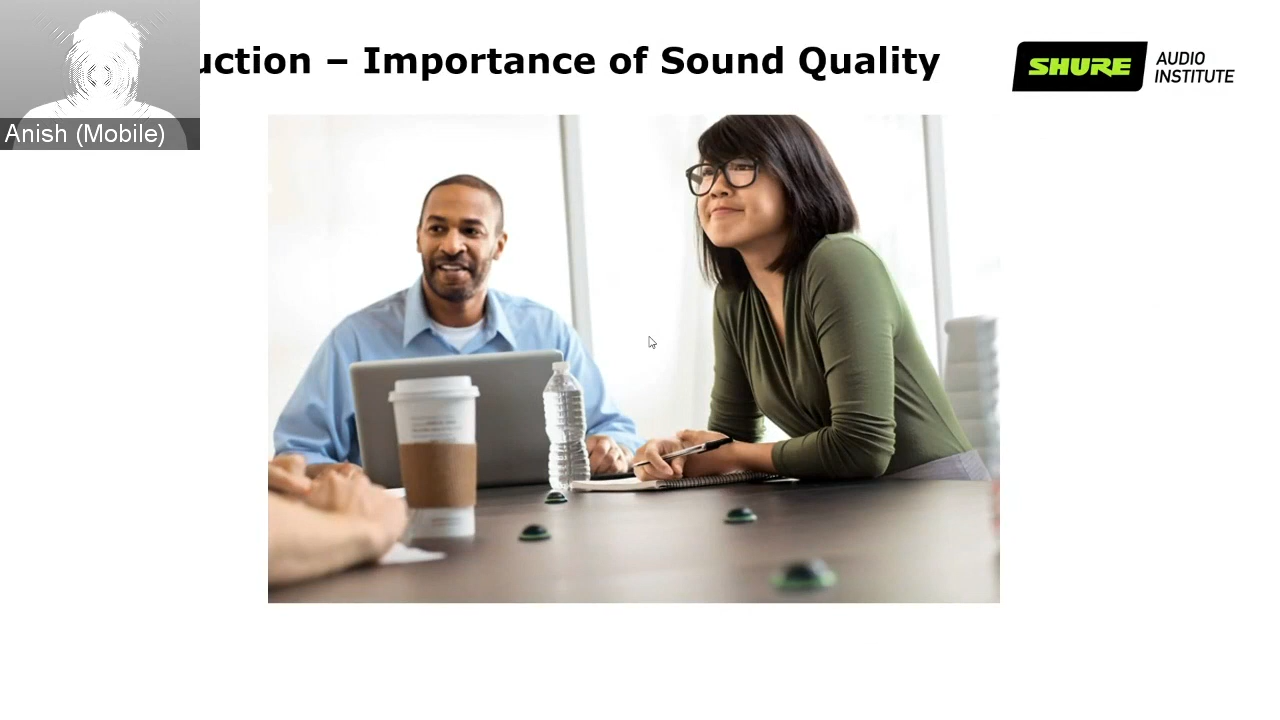 uction – Importance of Sound Quality
SHURE
AUDIO
INSTITUTE
Anish (Mobile)